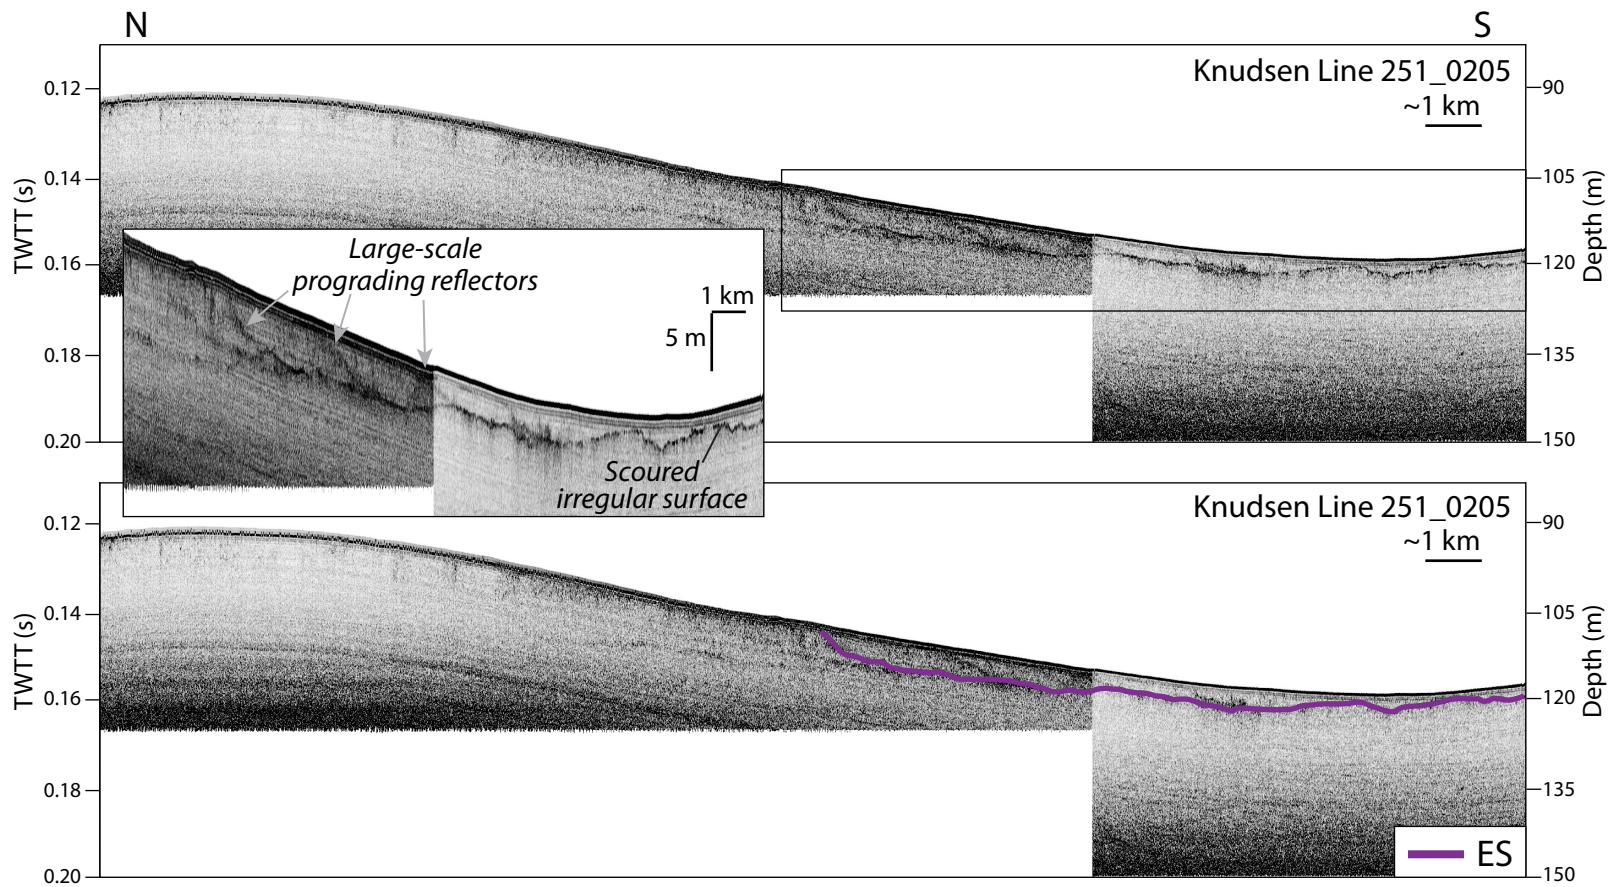 N
S
Knudsen Line 251_0205
~1 km
0.12
0.14
0.16
0.18
0.20
TWTT (s)
90
105
120
135
150
Depth (m)
Large-scale
prograding reflectors
1 km
5 m
Scoured
irregular surface
Knudsen Line 251_0205
~1 km
0.12
0.14
0.16
0.18
0.20
TWTT (s)
90
105
120
135
150
Depth (m)
ES